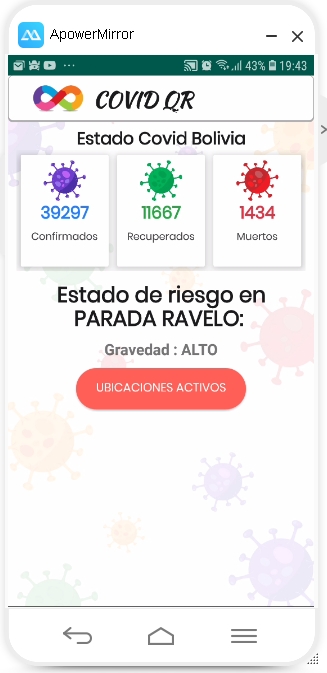 ApowerMirror
43% 19:43
COVID QR
Estado Covid Bolivia
39297 11667 1434
Confirmados Recuperados Muertos
Estado de riesgo en
PARADA RAVELO:
Gravedad : ALTO
UBICACIONES ACTIVOS